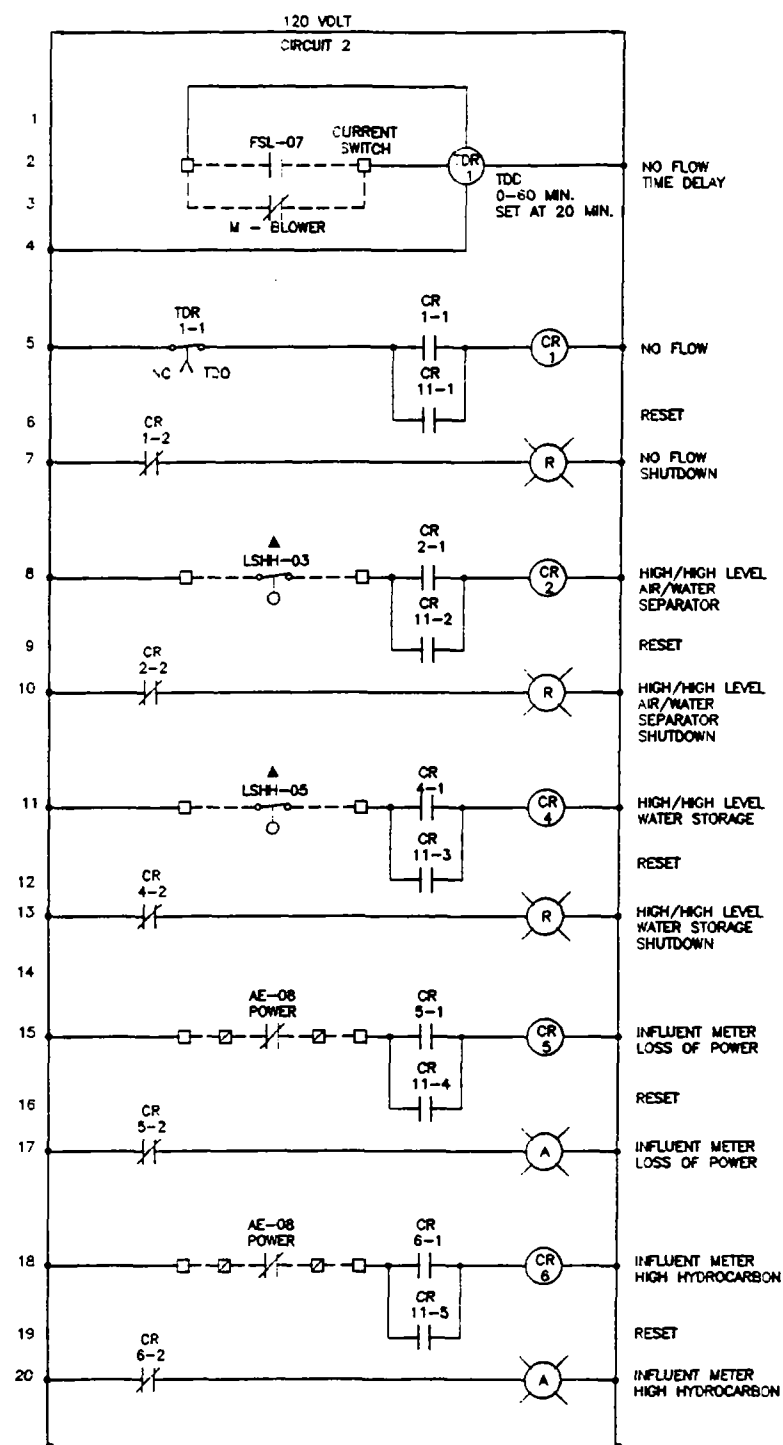 120 VOLT
CIRCUIT 2
1
FSL-07
CURRENT
SWITCH
2
TDR
1
NO FLOW
TIME DELAY
TDC
0-60 MIN.
SET AT 20 MIN.
3
M - BLOWER
4
TDR
1-1
CR
1-1
5
CR
1
NO FLOW
NC
TDO
CR
11-1
6
RESET
CR
1-2
7
R
NO FLOW
SHUTDOWN
LSHH-03
CR
2-1
8
CR
2
HIGH/HIGH LEVEL
AIR/WATER
SEPARATOR
CR
11-2
9
RESET
CR
2-2
10
R
HIGH/HIGH LEVEL
AIR/WATER
SEPARATOR
SHUTDOWN
LSHH-05
CR
4-1
11
CR
4
HIGH/HIGH LEVEL
WATER STORAGE
CR
11-3
12
RESET
CR
4-2
13
R
HIGH/HIGH LEVEL
WATER STORAGE
SHUTDOWN
14
AE-08
POWER
CR
5-1
15
CR
5
INFLUENT METER
LOSS OF POWER
CR
11-4
16
RESET
CR
5-2
17
A
INFLUENT METER
LOSS OF POWER
AE-08
POWER
CR
6-1
18
CR
6
INFLUENT METER
HIGH HYDROCARBON
CR
11-5
19
RESET
CR
6-2
20
A
INFLUENT METER
HIGH HYDROCARBON